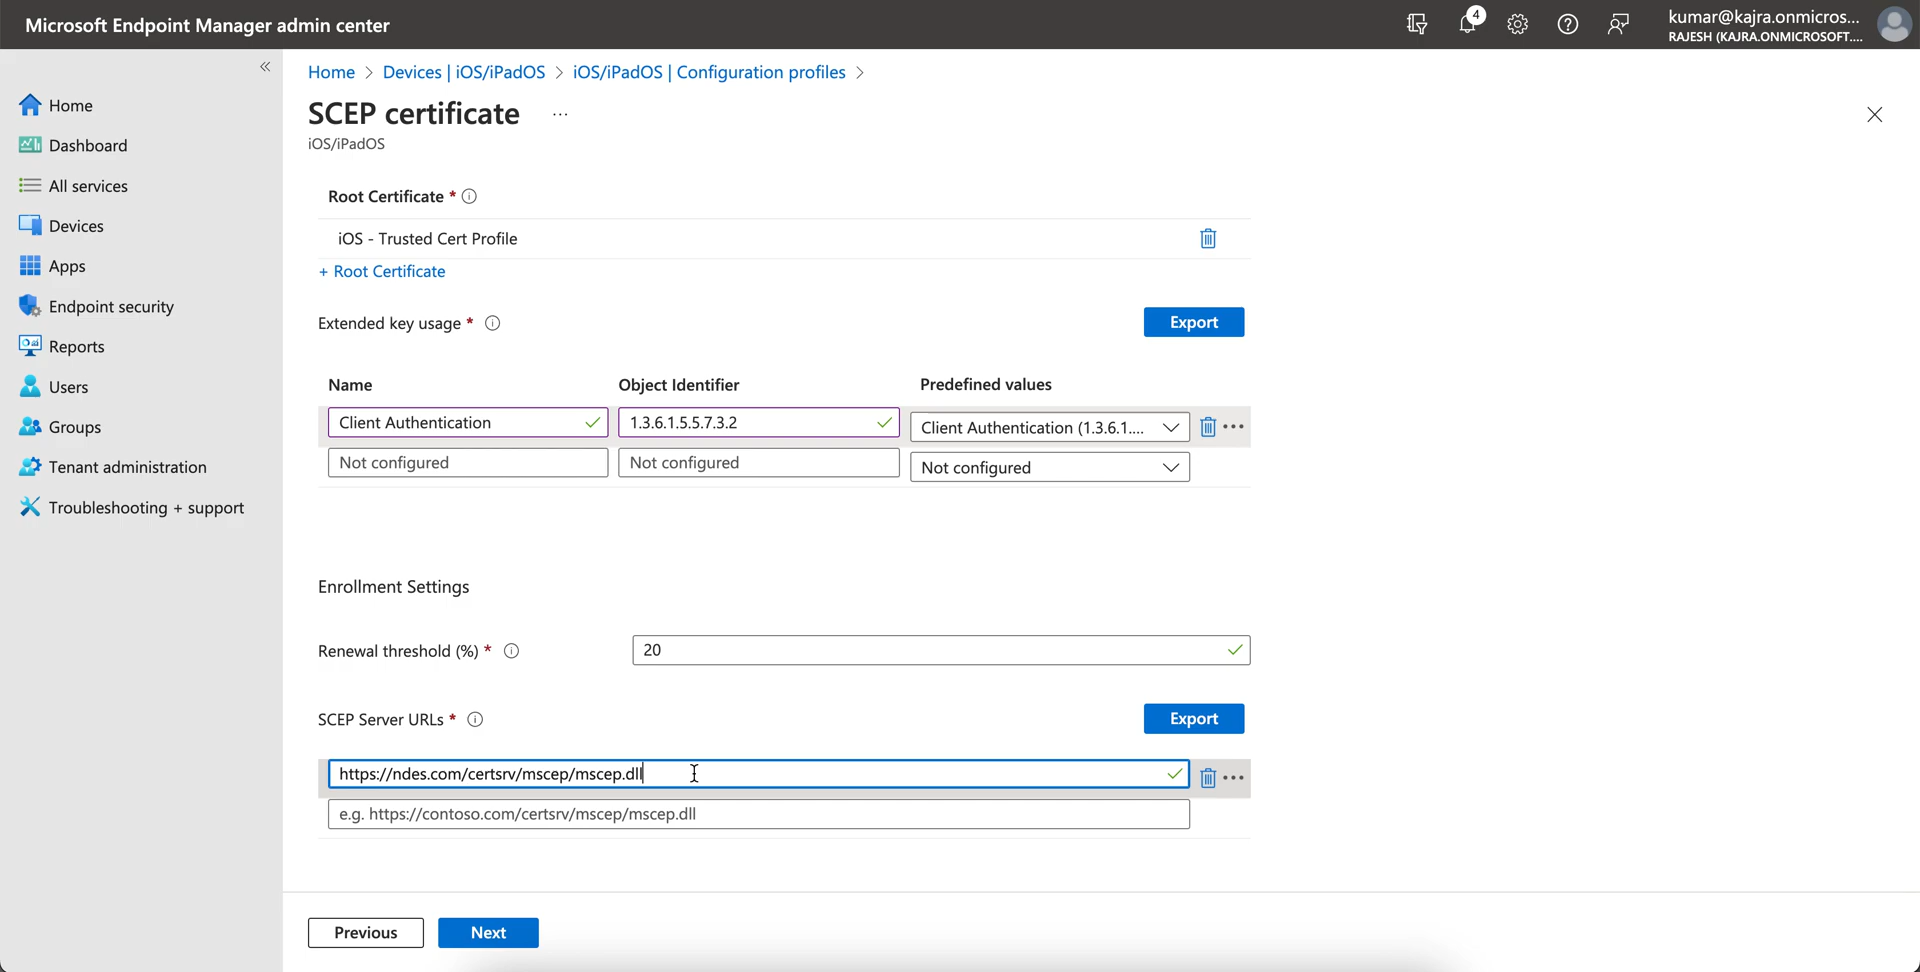 Microsoft Endpoint Manager admin center
4
kumar@kajra.onmicros...
RAJESH (KAJRA.ONMICROSOFT....
«
Home
Dashboard
All services
Devices
Apps
Endpoint security
Reports
Users
Groups
Tenant administration
Troubleshooting + support
Home > Devices | iOS/iPadOS > iOS/iPadOS | Configuration profiles >
SCEP certificate ...
iOS/iPadOS
Root Certificate *
iOS - Trusted Cert Profile
+ Root Certificate
Extended key usage *
Export
Name Object Identifier Predefined values
Client Authentication 1.3.6.1.5.5.7.3.2 Client Authentication (1.3.6.1....
Not configured Not configured Not configured
Enrollment Settings
Renewal threshold (%) * 20
SCEP Server URLs *
Export
https://ndes.com/certsrv/mscep/mscep.dll
e.g. https://contoso.com/certsrv/mscep/mscep.dll
Previous Next